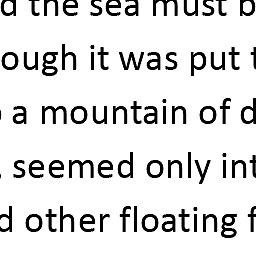 d the sea must b
ough it was put t
a mountain of d
, seemed only int
d other floating f